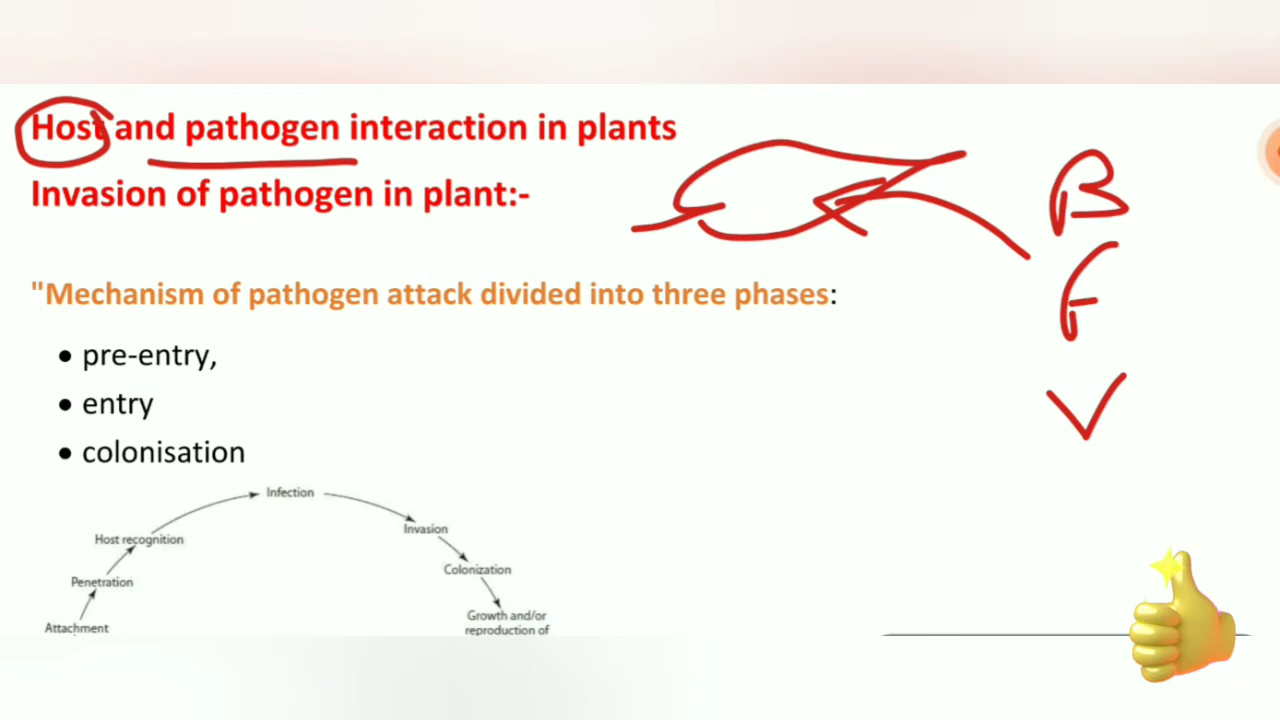 Host and pathogen interaction in plants
Invasion of pathogen in plant:-
B
F
V
"Mechanism of pathogen attack divided into three phases:
• pre-entry,
• entry
• colonisation
Infection
Invasion
Host recognition
Colonization
Penetration
Growth and/or
reproduction of
Attachment